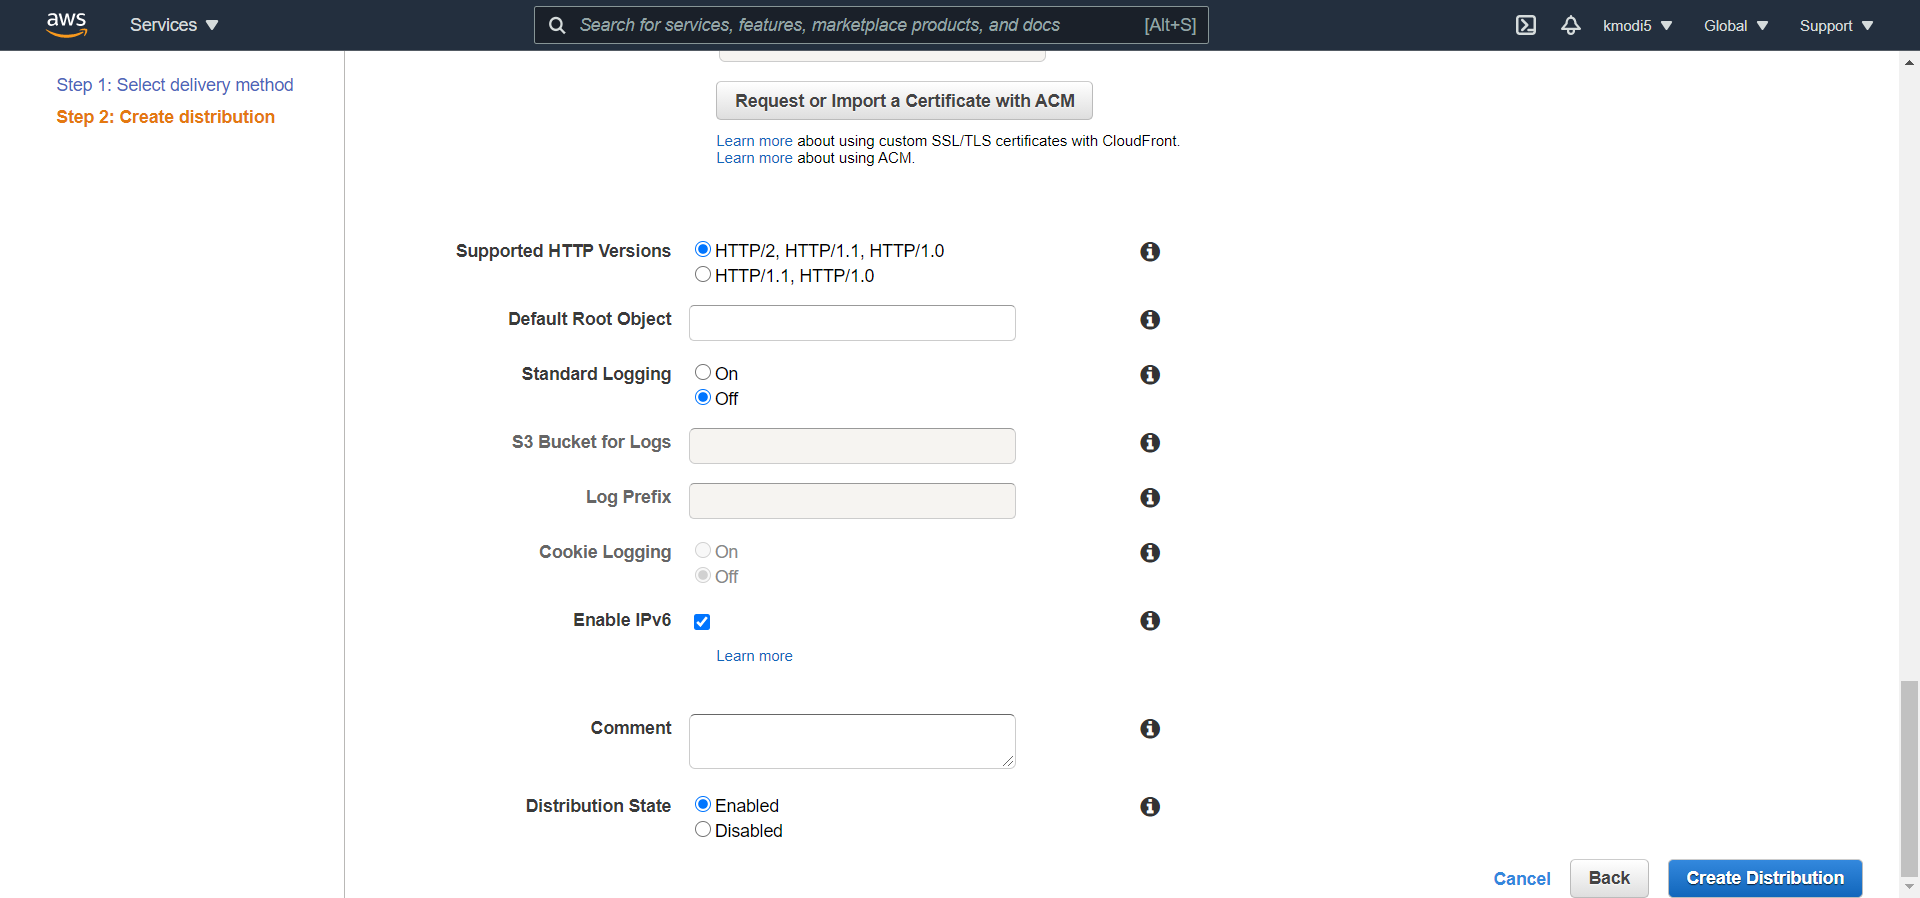 aws
Services
Search for services, features, marketplace products, and docs [Alt+S]
kmodi5
Global
Support
Step 1: Select delivery method
Step 2: Create distribution
Request or Import a Certificate with ACM
Learn more about using custom SSL/TLS certificates with CloudFront.
Learn more about using ACM.
Supported HTTP Versions
HTTP/2, HTTP/1.1, HTTP/1.0
HTTP/1.1, HTTP/1.0
Default Root Object
Standard Logging
On
Off
S3 Bucket for Logs
Log Prefix
Cookie Logging
On
Off
Enable IPv6
Learn more
Comment
Distribution State
Enabled
Disabled
Cancel
Back
Create Distribution